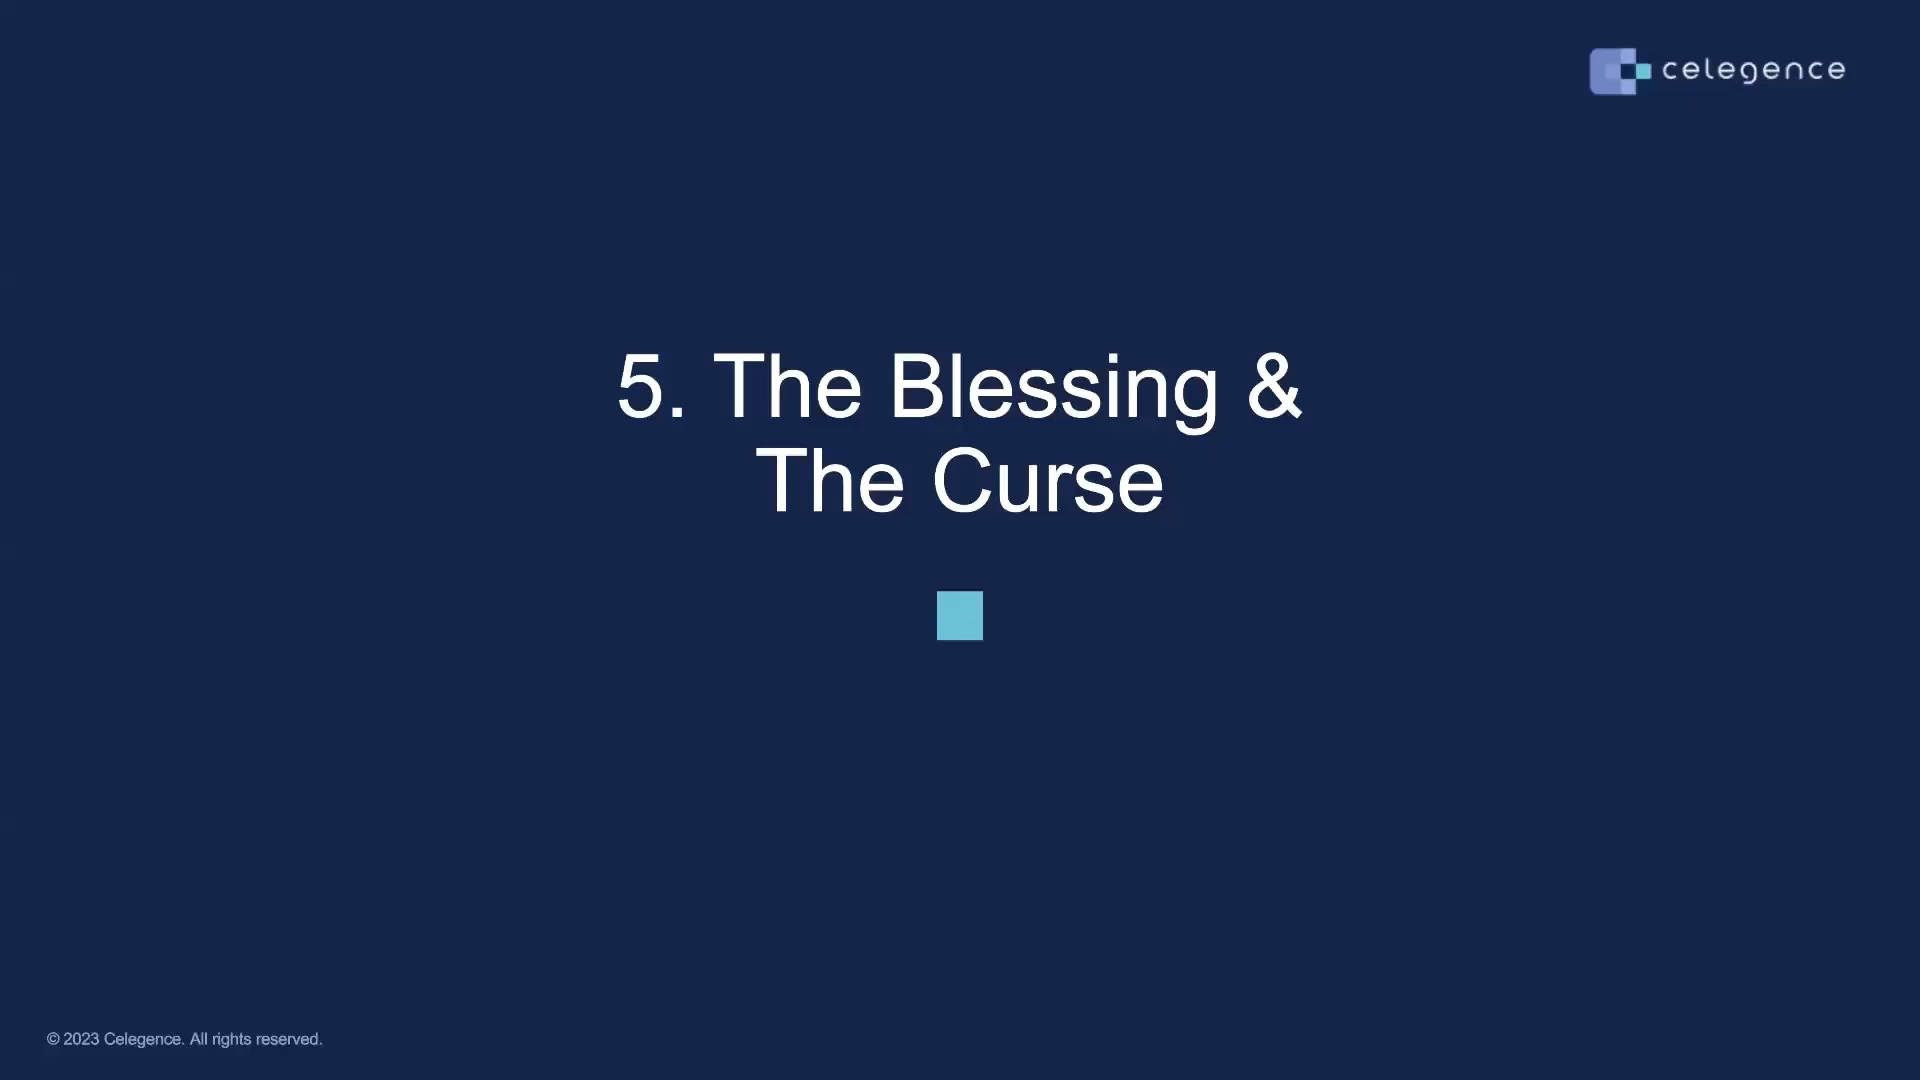 celegence
5. The Blessing &
The Curse
© 2023 Celegence. All rights reserved.